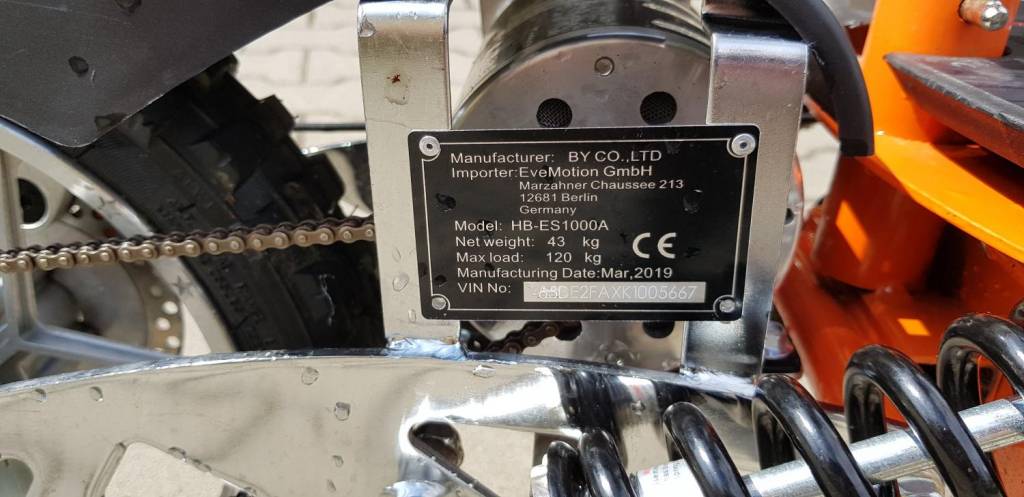 Manufacturer: BY CO.,LTD
Importer:EveMotion GmbH
Marzahner Chaussee 213
12681 Berlin
Germany
Model: HB-ES1000A
Net weight: 43 kg
Max load: 120 kg
CE
Manufacturing Date:Mar,2019
VIN No: